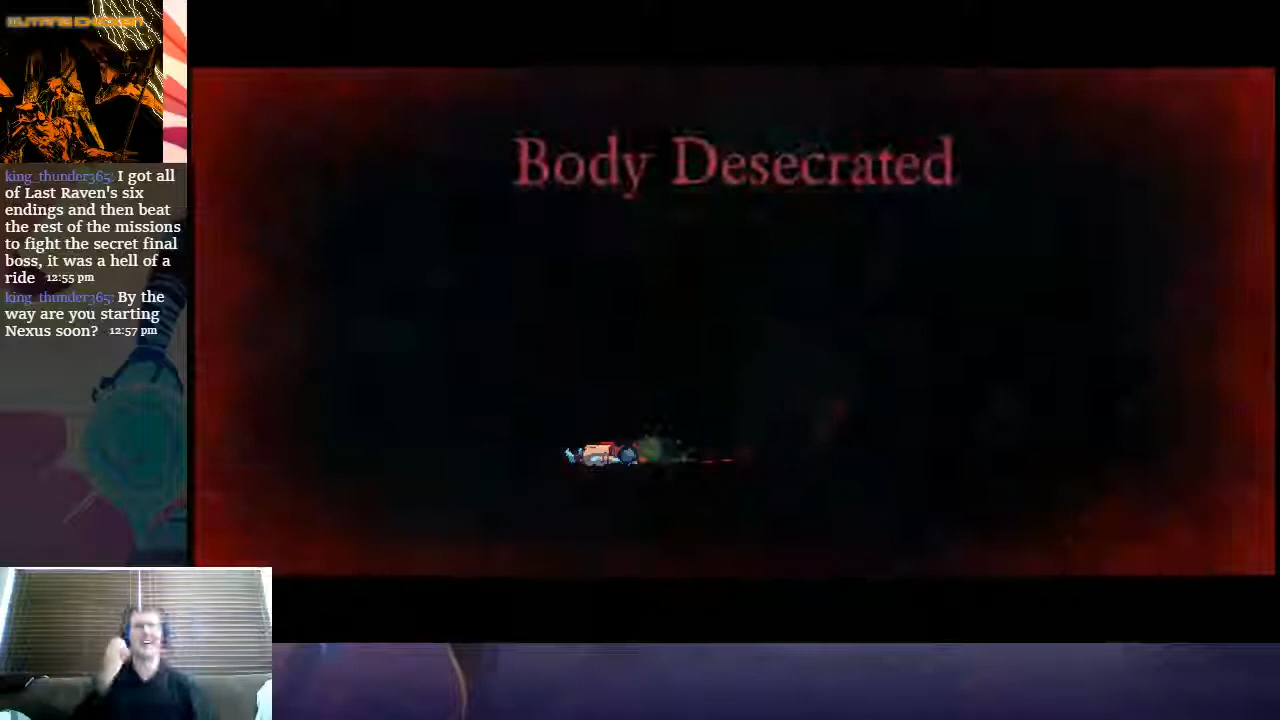 WUTANG CHICKEN
Body Desecrated
king_thunder365: I got all
of Last Raven's six
endings and then beat
the rest of the missions
to fight the secret final
boss, it was a hell of a
ride 12:55 pm
king_thunder365: By the
way are you starting
Nexus soon? 12:57 pm